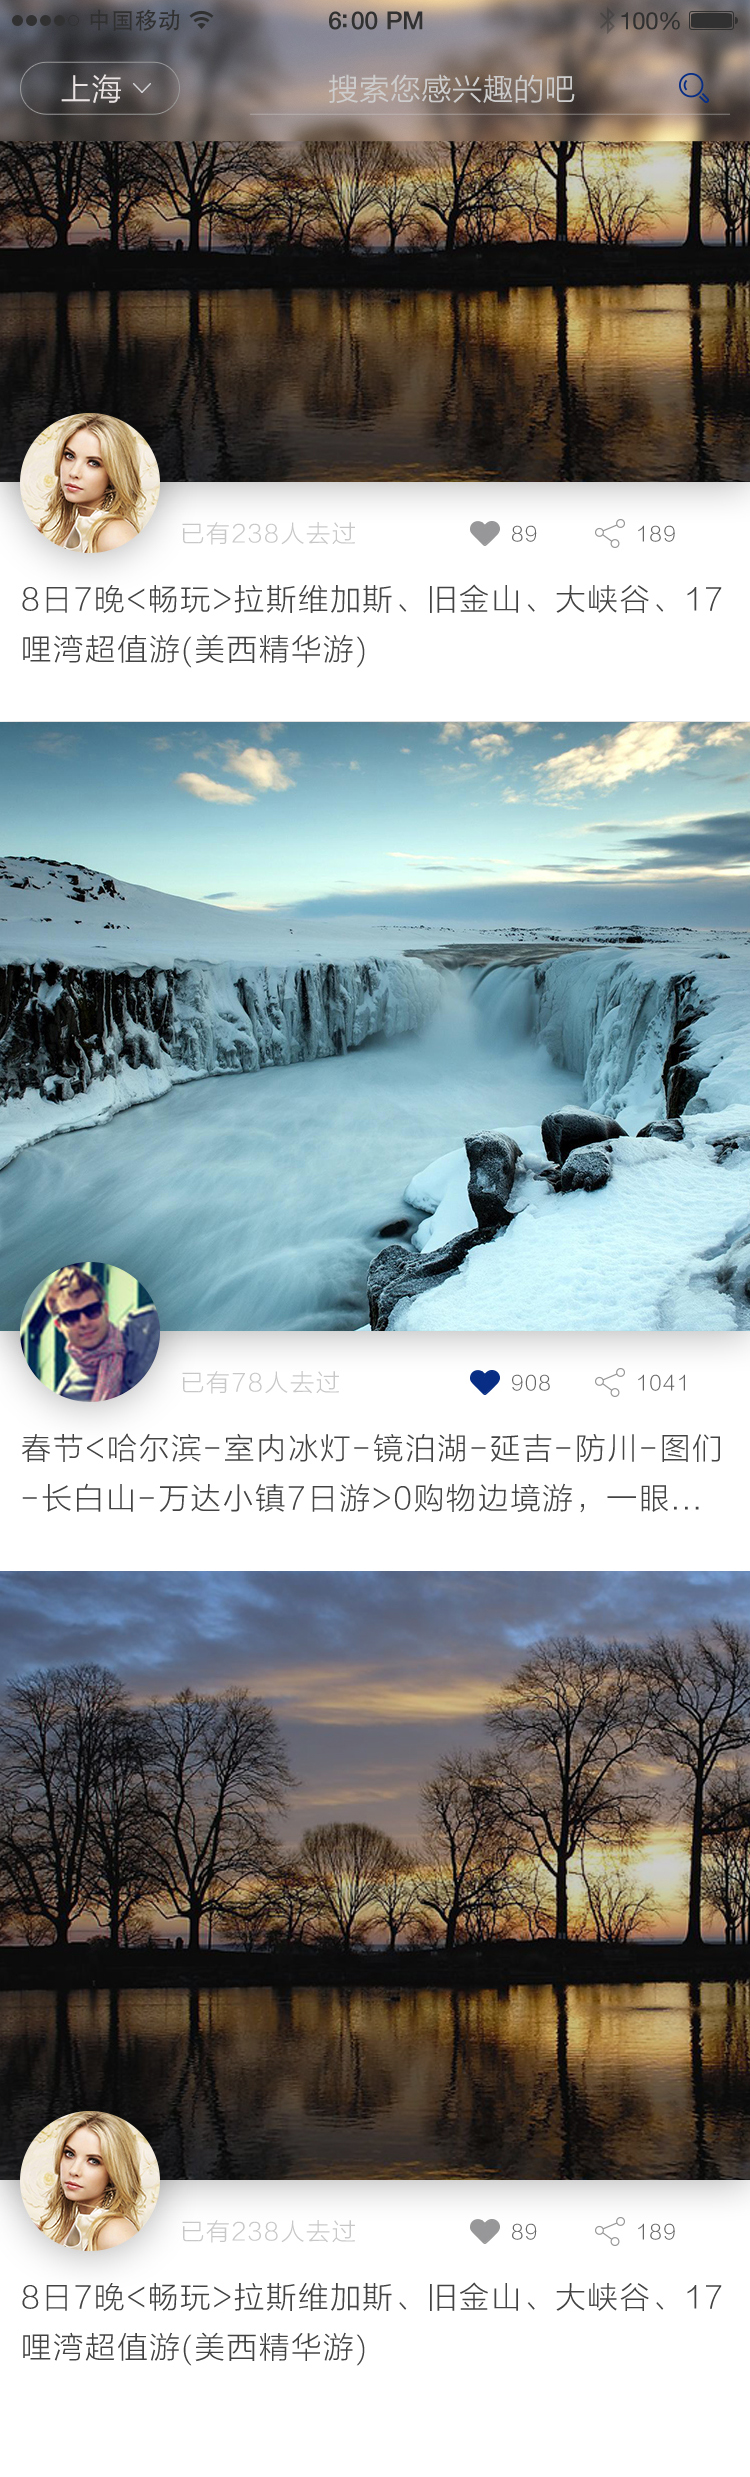 中国移动 6:00 PM 100%
上海 搜索您感兴趣的吧
已有238人去过 89 189
8日7晚<畅玩>拉斯维加斯、旧金山、大峡谷、17
哩湾超值游(美西精华游)
已有78人去过 908 1041
春节<哈尔滨-室内冰灯-镜泊湖-延吉-防川-图们
-长白山-万达小镇7日游>0购物边境游，一眼...
已有238人去过 89 189
8日7晚<畅玩>拉斯维加斯、旧金山、大峡谷、17
哩湾超值游(美西精华游)